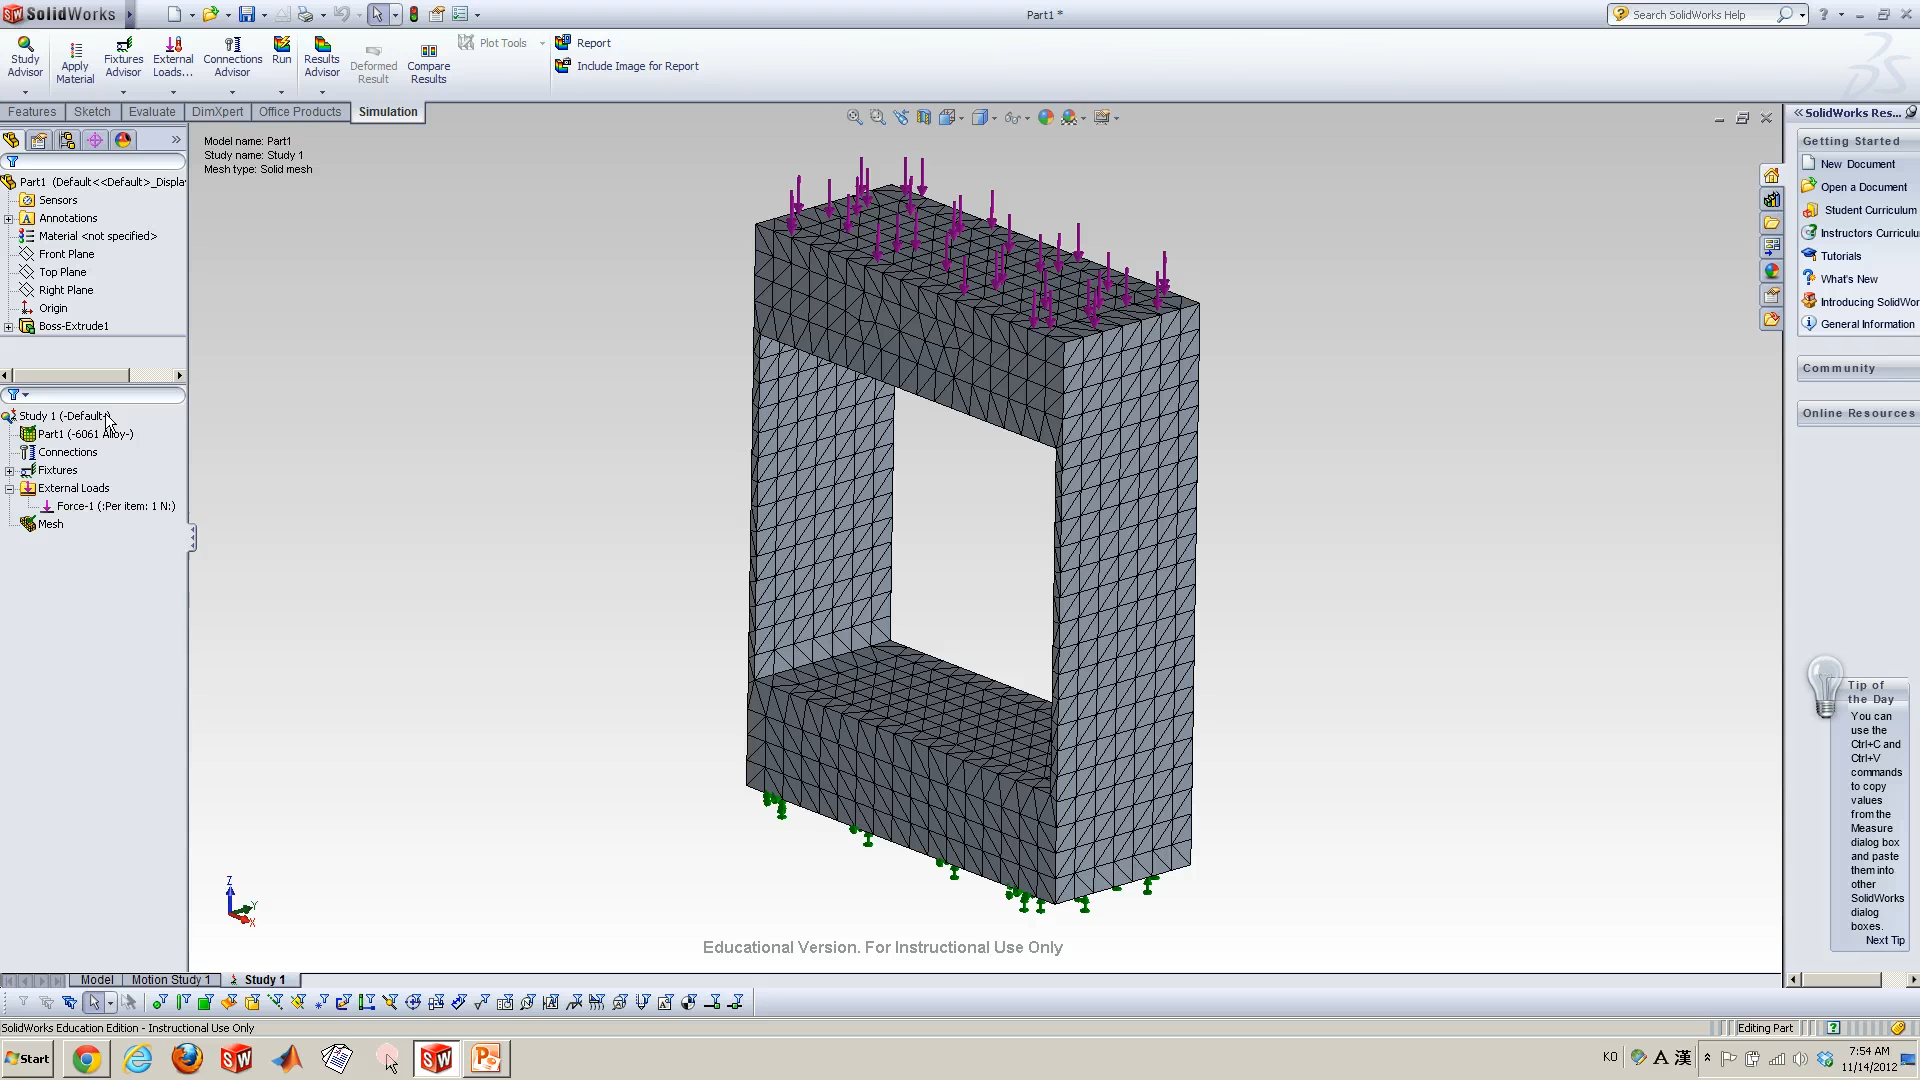 SolidWorks
Part1 *
Search SolidWorks Help
Study Advisor
Apply Material
Fixtures Advisor
External Loads...
Connections Advisor
Run
Results Advisor
Deformed Result
Compare Results
Plot Tools
Report
Include Image for Report
Features
Sketch
Evaluate
DimXpert
Office Products
Simulation
Part1 (Default<<Default>_Displa
Sensors
Annotations
Material <not specified>
Front Plane
Top Plane
Right Plane
Origin
Boss-Extrude1
Study 1 (-Default-)
Part1 (-6061 Alloy-)
Connections
Fixtures
External Loads
Force-1 (:Per item: 1 N:)
Mesh
Model name: Part1
Study name: Study 1
Mesh type: Solid mesh
Z
Y
X
Educational Version. For Instructional Use Only
SolidWorks Res...
Getting Started
New Document
Open a Document
Student Curriculum
Instructors Curriculu
Tutorials
What's New
Introducing SolidWor
General Information
Community
Online Resources
Tip of
the Day
You can
use the
Ctrl+C and
Ctrl+V
commands
to copy
values
from the
Measure
dialog box
and paste
them into
other
SolidWorks
dialog
boxes.
Next Tip
Model
Motion Study 1
Study 1
SolidWorks Education Edition - Instructional Use Only
Editing Part
Start
KO
A 漢
7:54 AM
11/14/2012